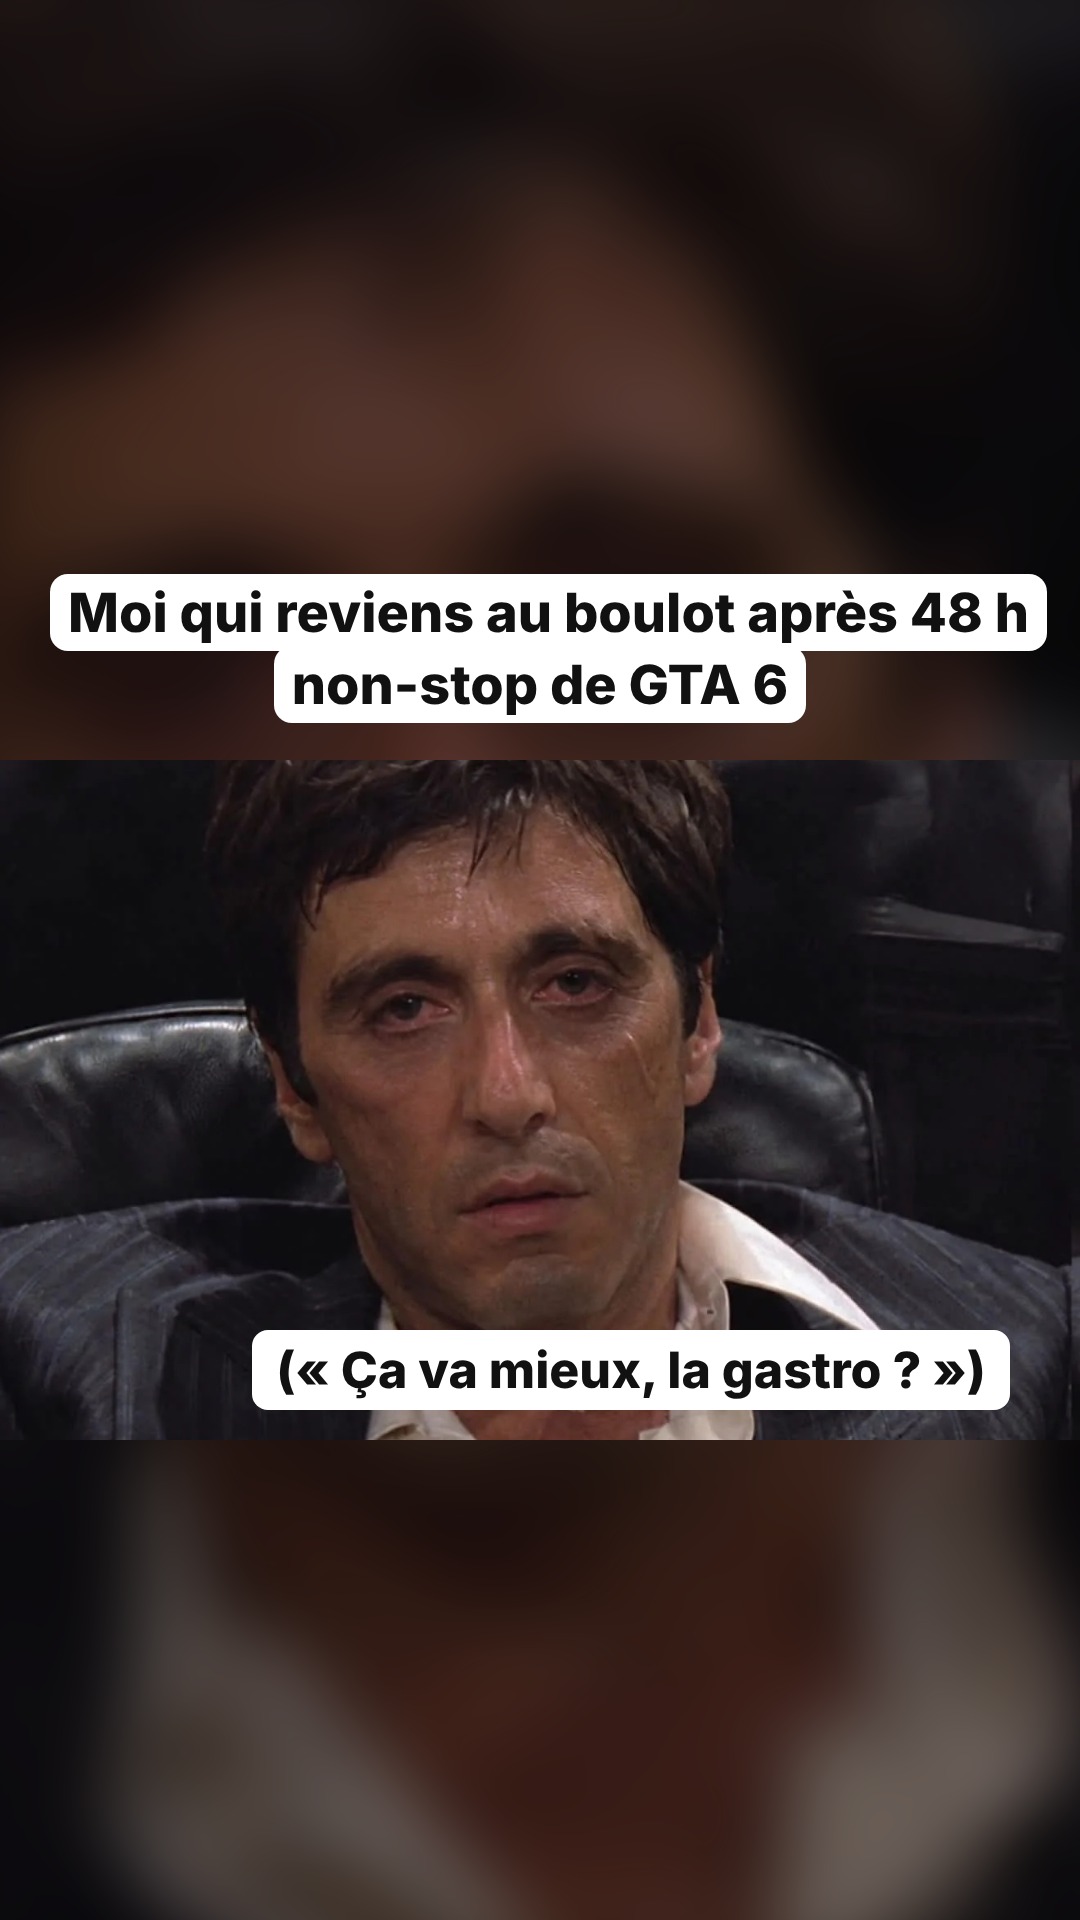 Moi qui reviens au boulot après 48 h
non-stop de GTA 6
(« Ça va mieux, la gastro ? »)